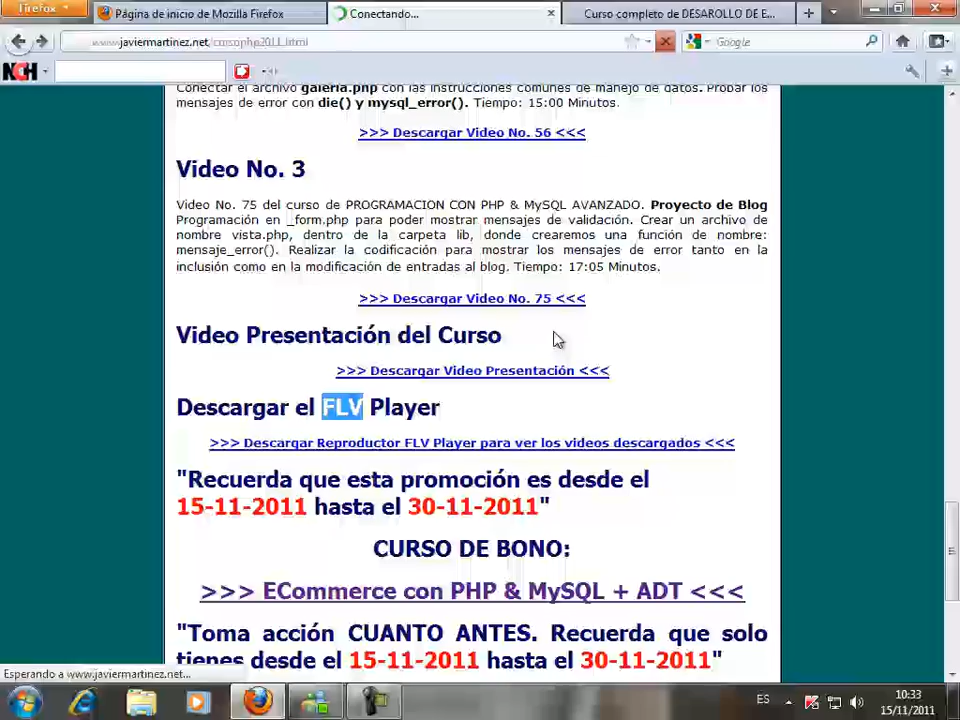 Firefox
Página de inicio de Mozilla Firefox
Conectando...
Curso completo de DESAROLLO DE E...
www.javiermartinez.net/cursophp2011.html
Google
NCH
Conectar el archivo galeria.php con las instrucciones comunes de manejo de datos. Probar los
mensajes de error con die() y mysql_error(). Tiempo: 15:00 Minutos.
>>> Descargar Video No. 56 <<<
Video No. 3
Video No. 75 del curso de PROGRAMACION CON PHP & MySQL AVANZADO. Proyecto de Blog
Programación en _form.php para poder mostrar mensajes de validación. Crear un archivo de
nombre vista.php, dentro de la carpeta lib, donde crearemos una función de nombre:
mensaje_error(). Realizar la codificación para mostrar los mensajes de error tanto en la
inclusión como en la modificación de entradas al blog. Tiempo: 17:05 Minutos.
>>> Descargar Video No. 75 <<<
Video Presentación del Curso
>>> Descargar Video Presentación <<<
Descargar el FLV Player
>>> Descargar Reproductor FLV Player para ver los videos descargados <<<
"Recuerda que esta promoción es desde el
15-11-2011 hasta el 30-11-2011"
CURSO DE BONO:
>>> ECommerce con PHP & MySQL + ADT <<<
"Toma acción CUANTO ANTES. Recuerda que solo
tienes desde el 15-11-2011 hasta el 30-11-2011"
Esperando a www.javiermartinez.net...
ES
10:33
15/11/2011